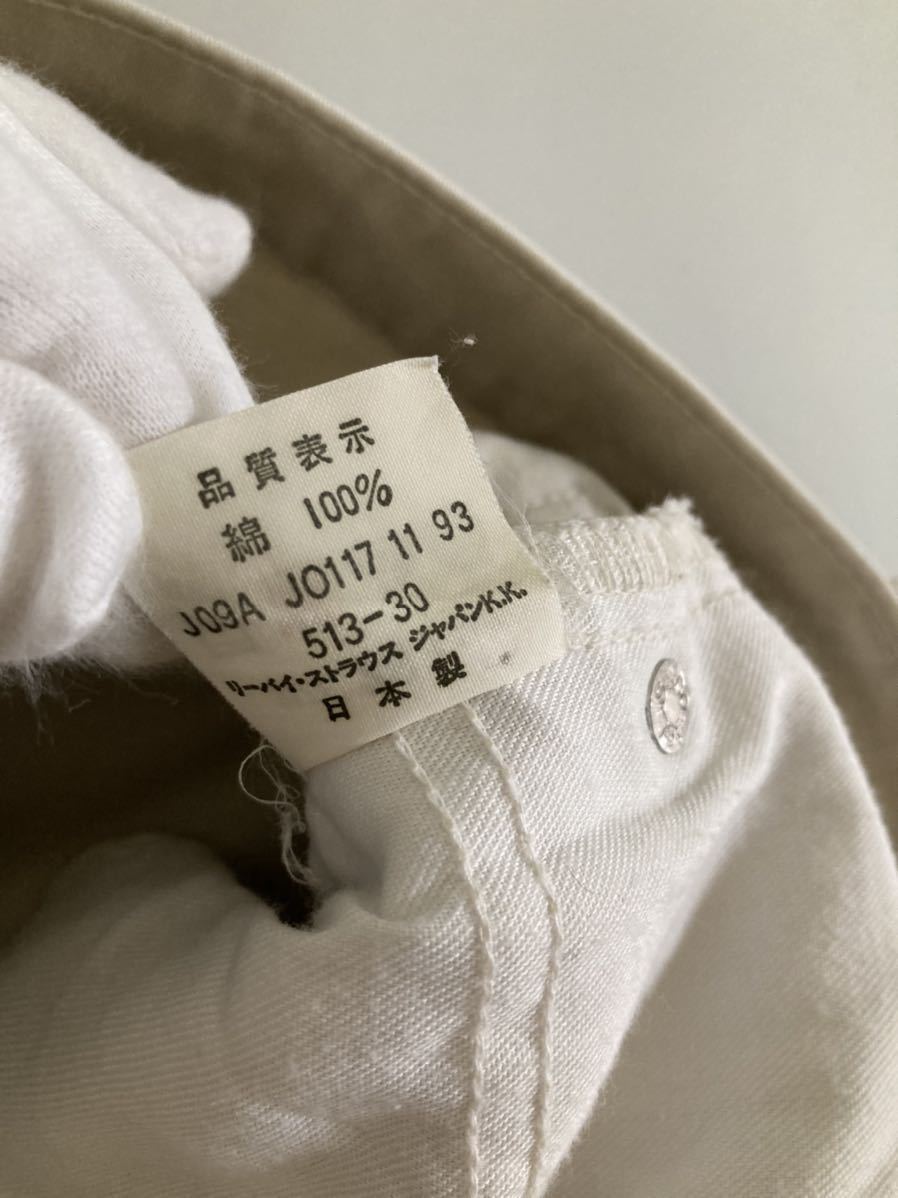 品質表示
綿 100%
J09A JO117 11 93
513-30
リーバイ・ストラウス ジャパンK.K.
日本製